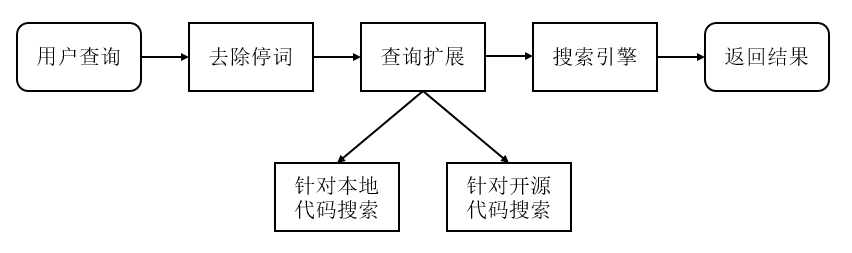 用户查询
去除停词
查询扩展
搜索引擎
返回结果
针对本地
代码搜索
针对开源
代码搜索